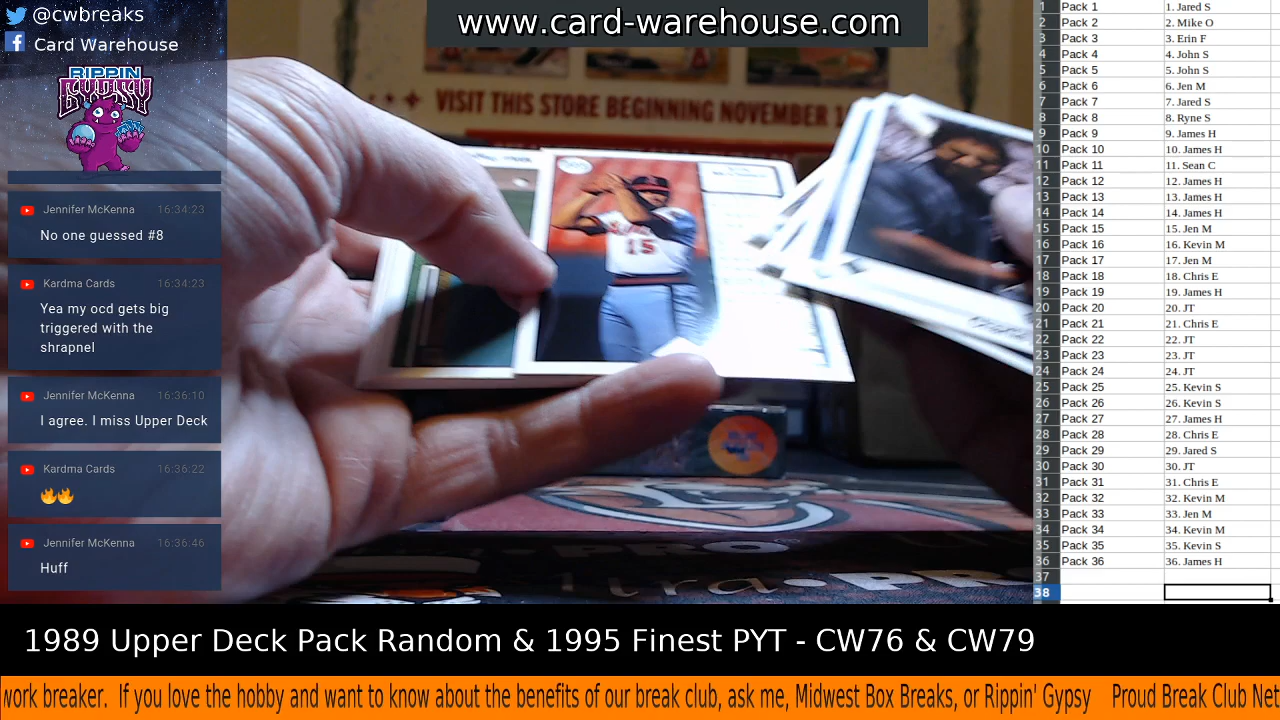 @cwbreaks
Card Warehouse
RIPPIN
GYPSY
Jennifer McKenna 16:34:23
No one guessed #8
Kardma Cards 16:34:23
Yea my ocd gets big
triggered with the
shrapnel
Jennifer McKenna 16:36:10
I agree. I miss Upper Deck
Kardma Cards 16:36:22
🔥🔥
Jennifer McKenna 16:36:46
Huff
www.card-warehouse.com
VISIT THIS STORE BEGINNING NOVEMBER 1
15
1 Pack 1 1. Jared S
2 Pack 2 2. Mike O
3 Pack 3 3. Erin F
4 Pack 4 4. John S
5 Pack 5 5. John S
6 Pack 6 6. Jen M
7 Pack 7 7. Jared S
8 Pack 8 8. Ryne S
9 Pack 9 9. James H
10 Pack 10 10. James H
11 Pack 11 11. Sean C
12 Pack 12 12. James H
13 Pack 13 13. James H
14 Pack 14 14. James H
15 Pack 15 15. Jen M
16 Pack 16 16. Kevin M
17 Pack 17 17. Jen M
18 Pack 18 18. Chris E
19 Pack 19 19. James H
20 Pack 20 20. JT
21 Pack 21 21. Chris E
22 Pack 22 22. JT
23 Pack 23 23. JT
24 Pack 24 24. JT
25 Pack 25 25. Kevin S
26 Pack 26 26. Kevin S
27 Pack 27 27. James H
28 Pack 28 28. Chris E
29 Pack 29 29. Jared S
30 Pack 30 30. JT
31 Pack 31 31. Chris E
32 Pack 32 32. Kevin M
33 Pack 33 33. Jen M
34 Pack 34 34. Kevin M
35 Pack 35 35. Kevin S
36 Pack 36 36. James H
37
38
1989 Upper Deck Pack Random & 1995 Finest PYT - CW76 & CW79
work breaker. If you love the hobby and want to know about the benefits of our break club, ask me, Midwest Box Breaks, or Rippin' Gypsy Proud Break Club Net